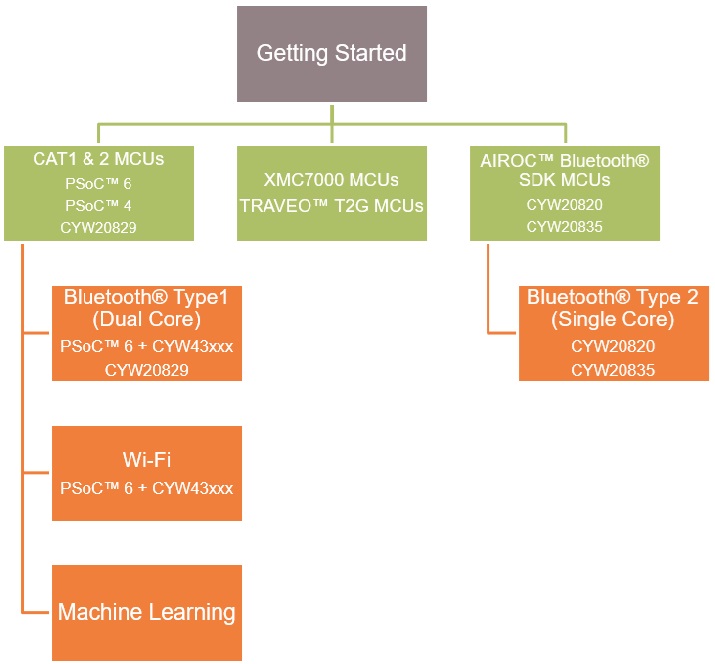 Getting Started
CAT1 & 2 MCUs
PSoC™ 6
PSoC™ 4
CYW20829
XMC7000 MCUs
TRAVEO™ T2G MCUs
AIROC™ Bluetooth®
SDK MCUs
CYW20820
CYW20835
Bluetooth® Type1
(Dual Core)
PSoC™ 6 + CYW43xxx
CYW20829
Bluetooth® Type 2
(Single Core)
CYW20820
CYW20835
Wi-Fi
PSoC™ 6 + CYW43xxx
Machine Learning